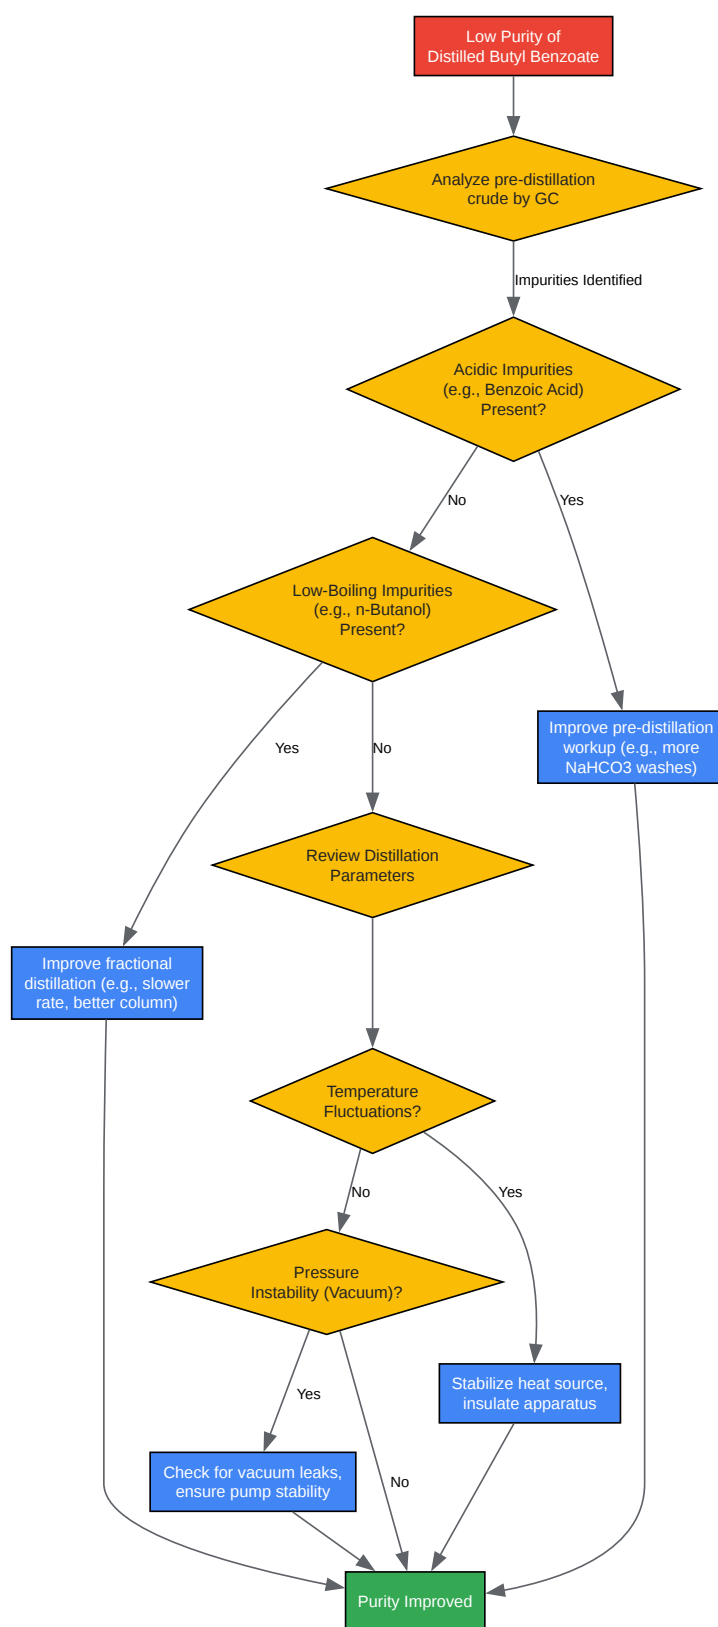 Low Purity of
Distilled Butyl Benzoate
Analyze pre-distillation
crude by GC
Impurities Identified
Acidic Impurities
(e.g., Benzoic Acid)
Present?
No
Yes
Low-Boiling Impurities
(e.g., n-Butanol)
Present?
Improve pre-distillation
workup (e.g., more
NaHCO3 washes)
Yes
No
Review Distillation
Parameters
Improve fractional
distillation (e.g., slower
rate, better column)
Temperature
Fluctuations?
No
Yes
Pressure
Instability (Vacuum)?
Stabilize heat source,
insulate apparatus
Yes
Check for vacuum leaks,
ensure pump stability
No
Purity Improved